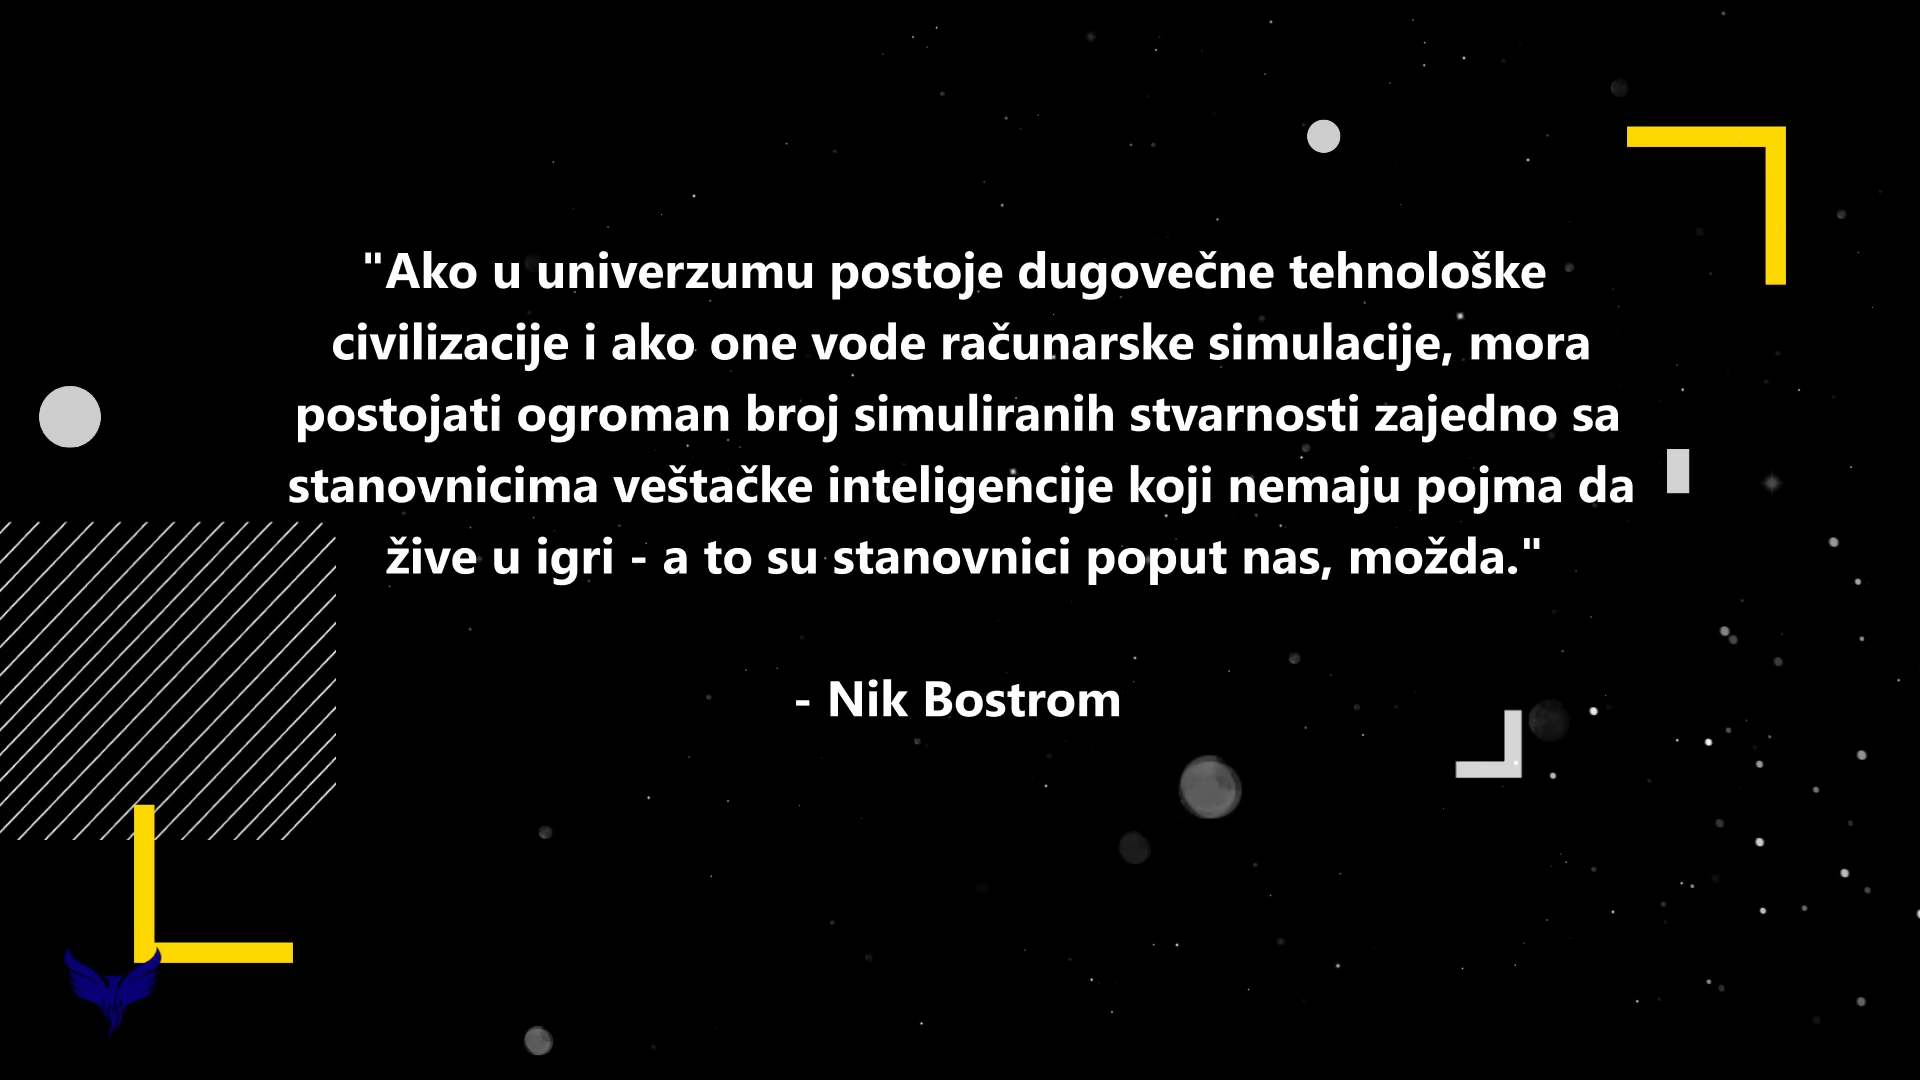 "Ako u univerzumu postoje dugovečne tehnološke
civilizacije i ako one vode računarske simulacije, mora
postojati ogroman broj simuliranih stvarnosti zajedno sa
stanovnicima veštačke inteligencije koji nemaju pojma da
žive u igri - a to su stanovnici poput nas, možda."
- Nik Bostrom